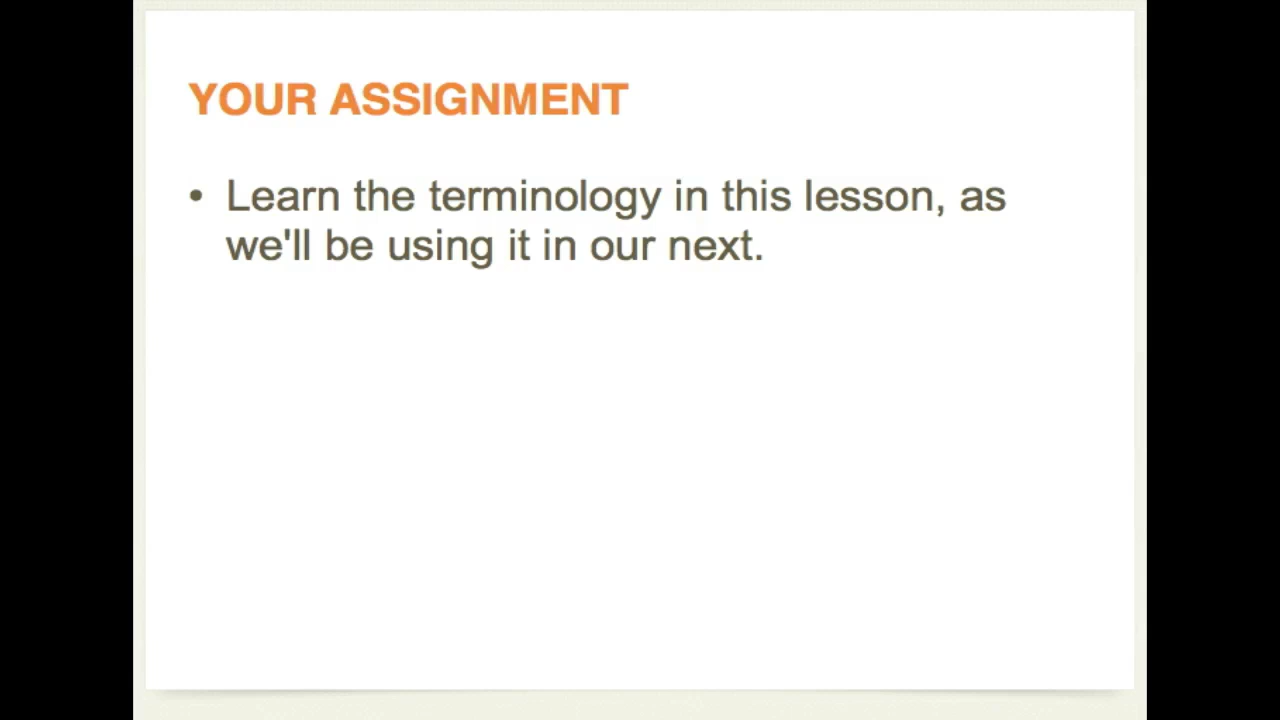 YOUR ASSIGNMENT
• Learn the terminology in this lesson, as
we'll be using it in our next.